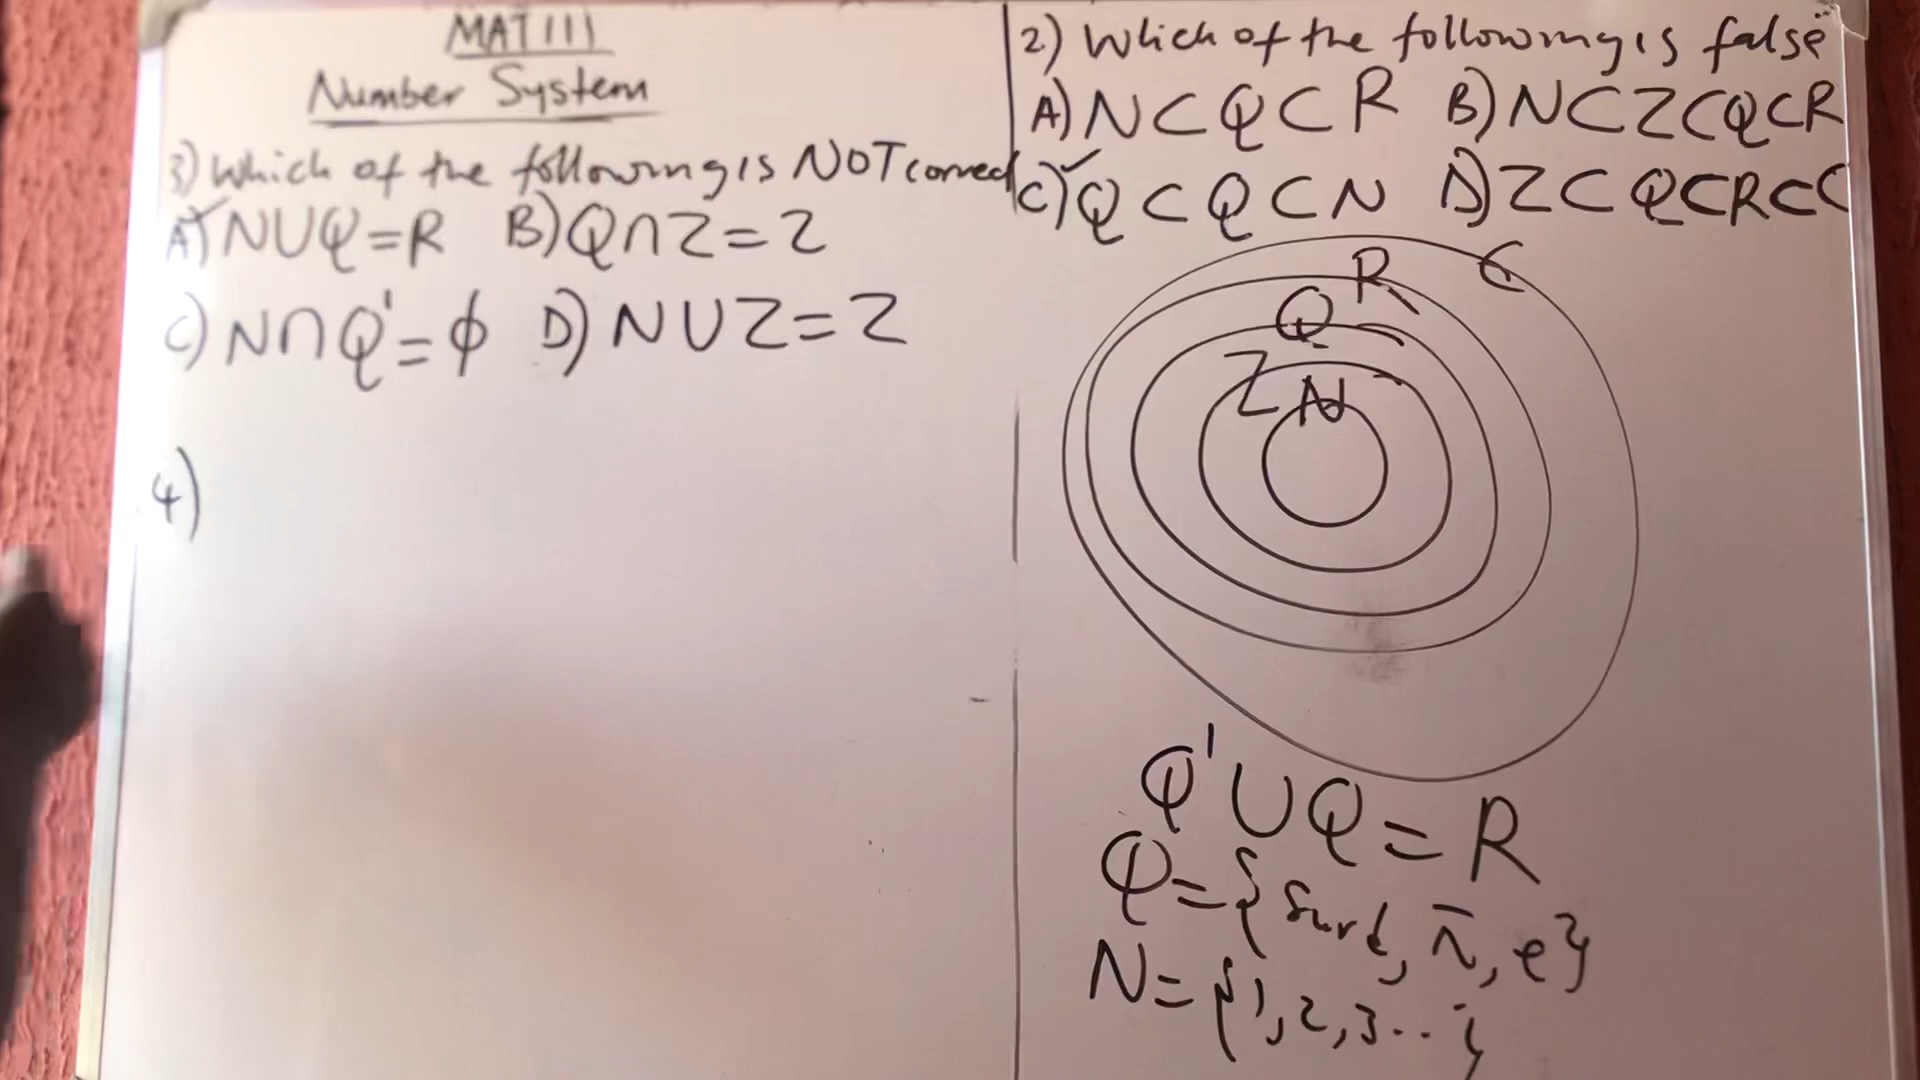 MAT 111
Number System
3) Which of the following is NOT correct
A) N∪Q=R B) Q∩Z=Z
C) N∩Q'=ϕ D) N∪Z=Z
4)
2) Which of the following is false
A) N⊂Q⊂R B) N⊂Z⊂Q⊂R
C) Q⊂Q⊂N D) Z⊂Q⊂R⊂C
C
R
Q
Z N
Q'∪Q=R
Q={Surd, π, e}
N={1,2,3...}